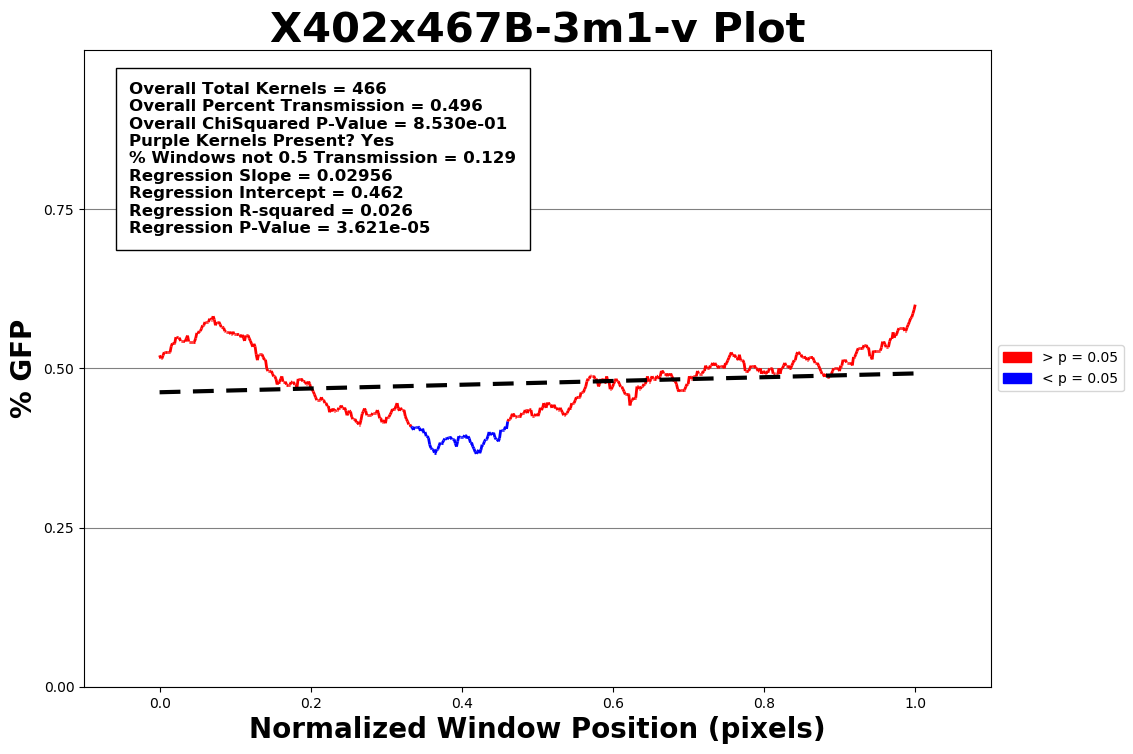 X402x467B-3m1-v Plot
Overall Total Kernels = 466
Overall Percent Transmission = 0.496
Overall ChiSquared P-Value = 8.530e-01
Purple Kernels Present? Yes
% Windows not 0.5 Transmission = 0.129
Regression Slope = 0.02956
Regression Intercept = 0.462
Regression R-squared = 0.026
Regression P-Value = 3.621e-05
% GFP
0.75
0.50
0.25
0.00
> p = 0.05
< p = 0.05
0.0 0.2 0.4 0.6 0.8 1.0
Normalized Window Position (pixels)